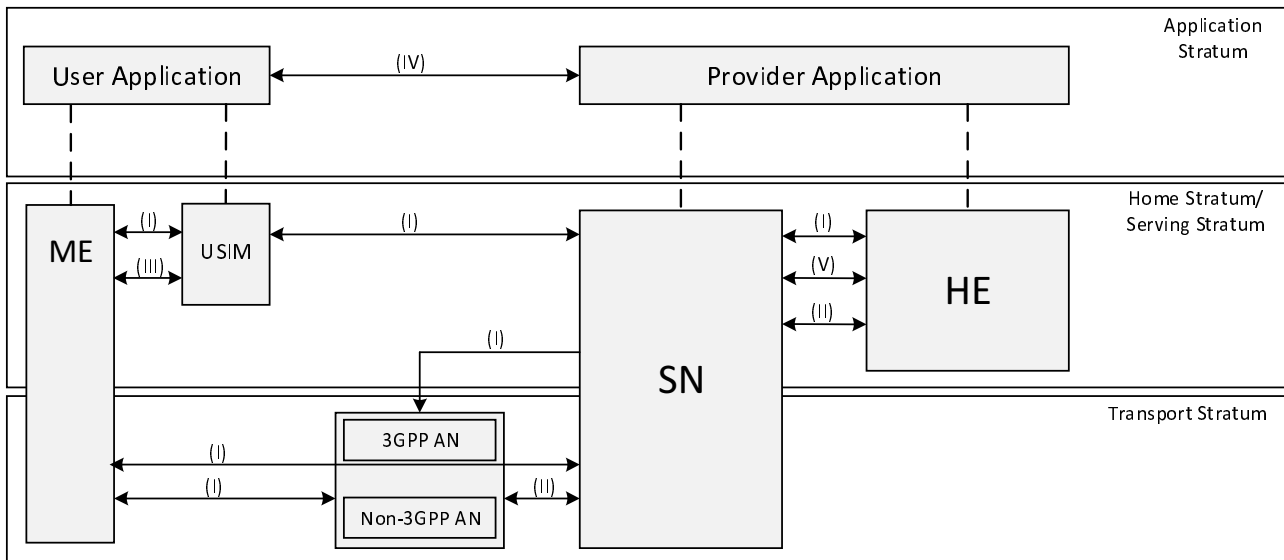 Application
Stratum
User Application
(IV)
Provider Application
Home Stratum/
Serving Stratum
ME
(I)
(III)
USIM
(I)
(I)
(V)
(II)
HE
(I)
SN
Transport Stratum
3GPP AN
(I)
(I)
(II)
Non-3GPP AN